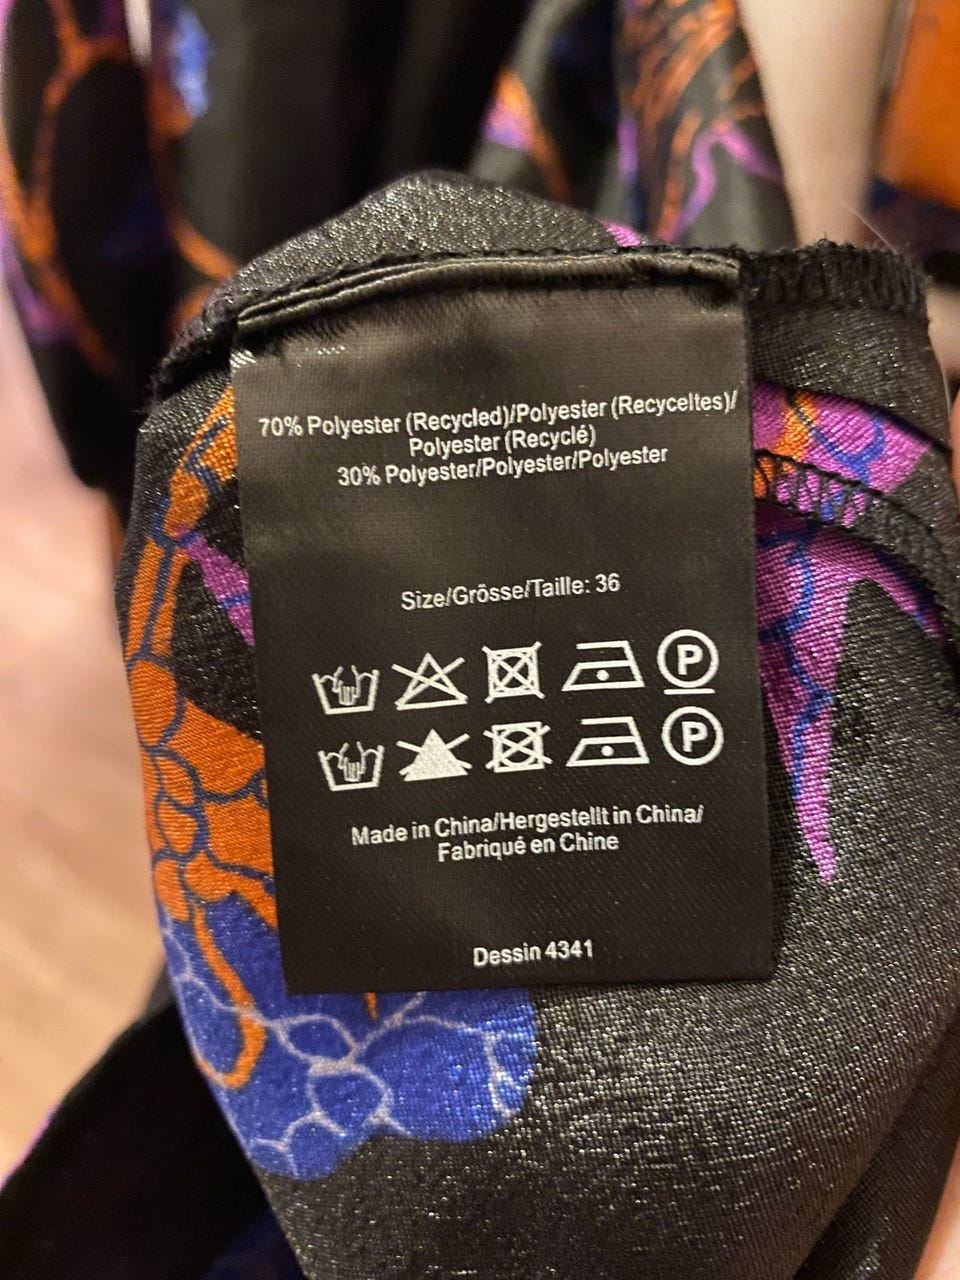 70% Polyester (Recycled)/Polyester (Recyceltes)/
Polyester (Recyclé)
30% Polyester/Polyester/Polyester
Size/Grösse/Taille: 36
P
P
Made in China/Hergestellt in China/
Fabriqué en Chine
Dessin 4341